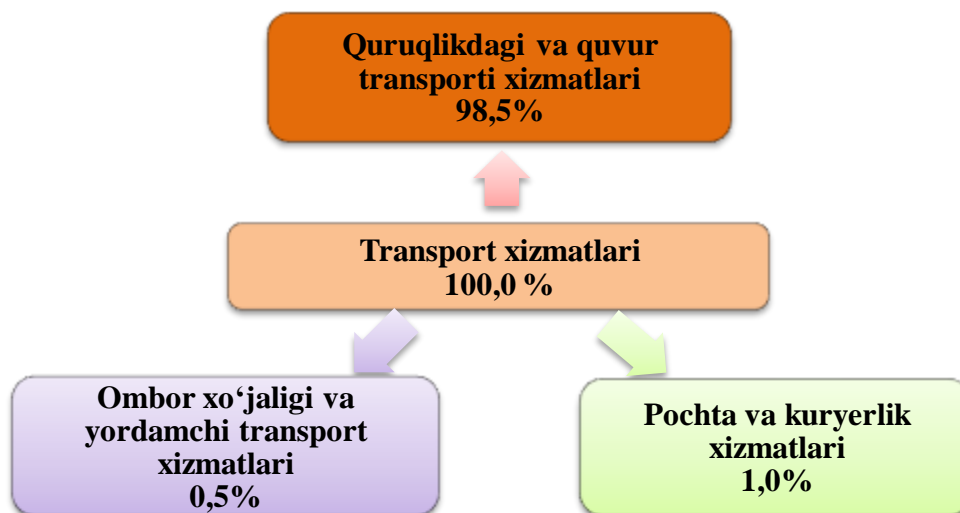 Quruqlikdagi va quvur
transporti xizmatlari
98,5%
Transport xizmatlari
100,0 %
Ombor xo‘jaligi va
yordamchi transport
xizmatlari
0,5%
Pochta va kuryerlik
xizmatlari
1,0%